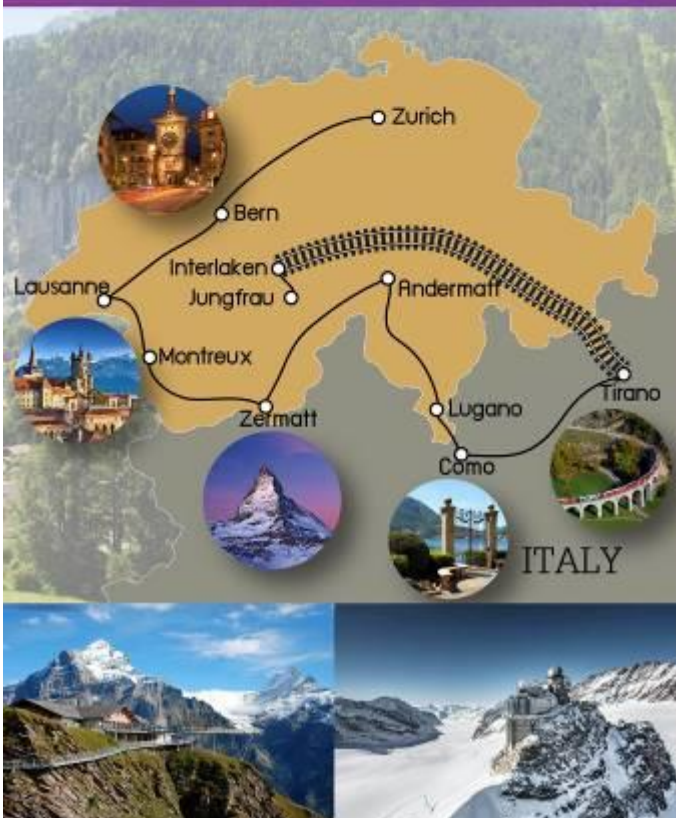 Zurich
Bern
Interlaken
Lausanne
Jungfrau
Andermatt
Montreux
Zermatt
Lugano
Tirano
Como
ITALY